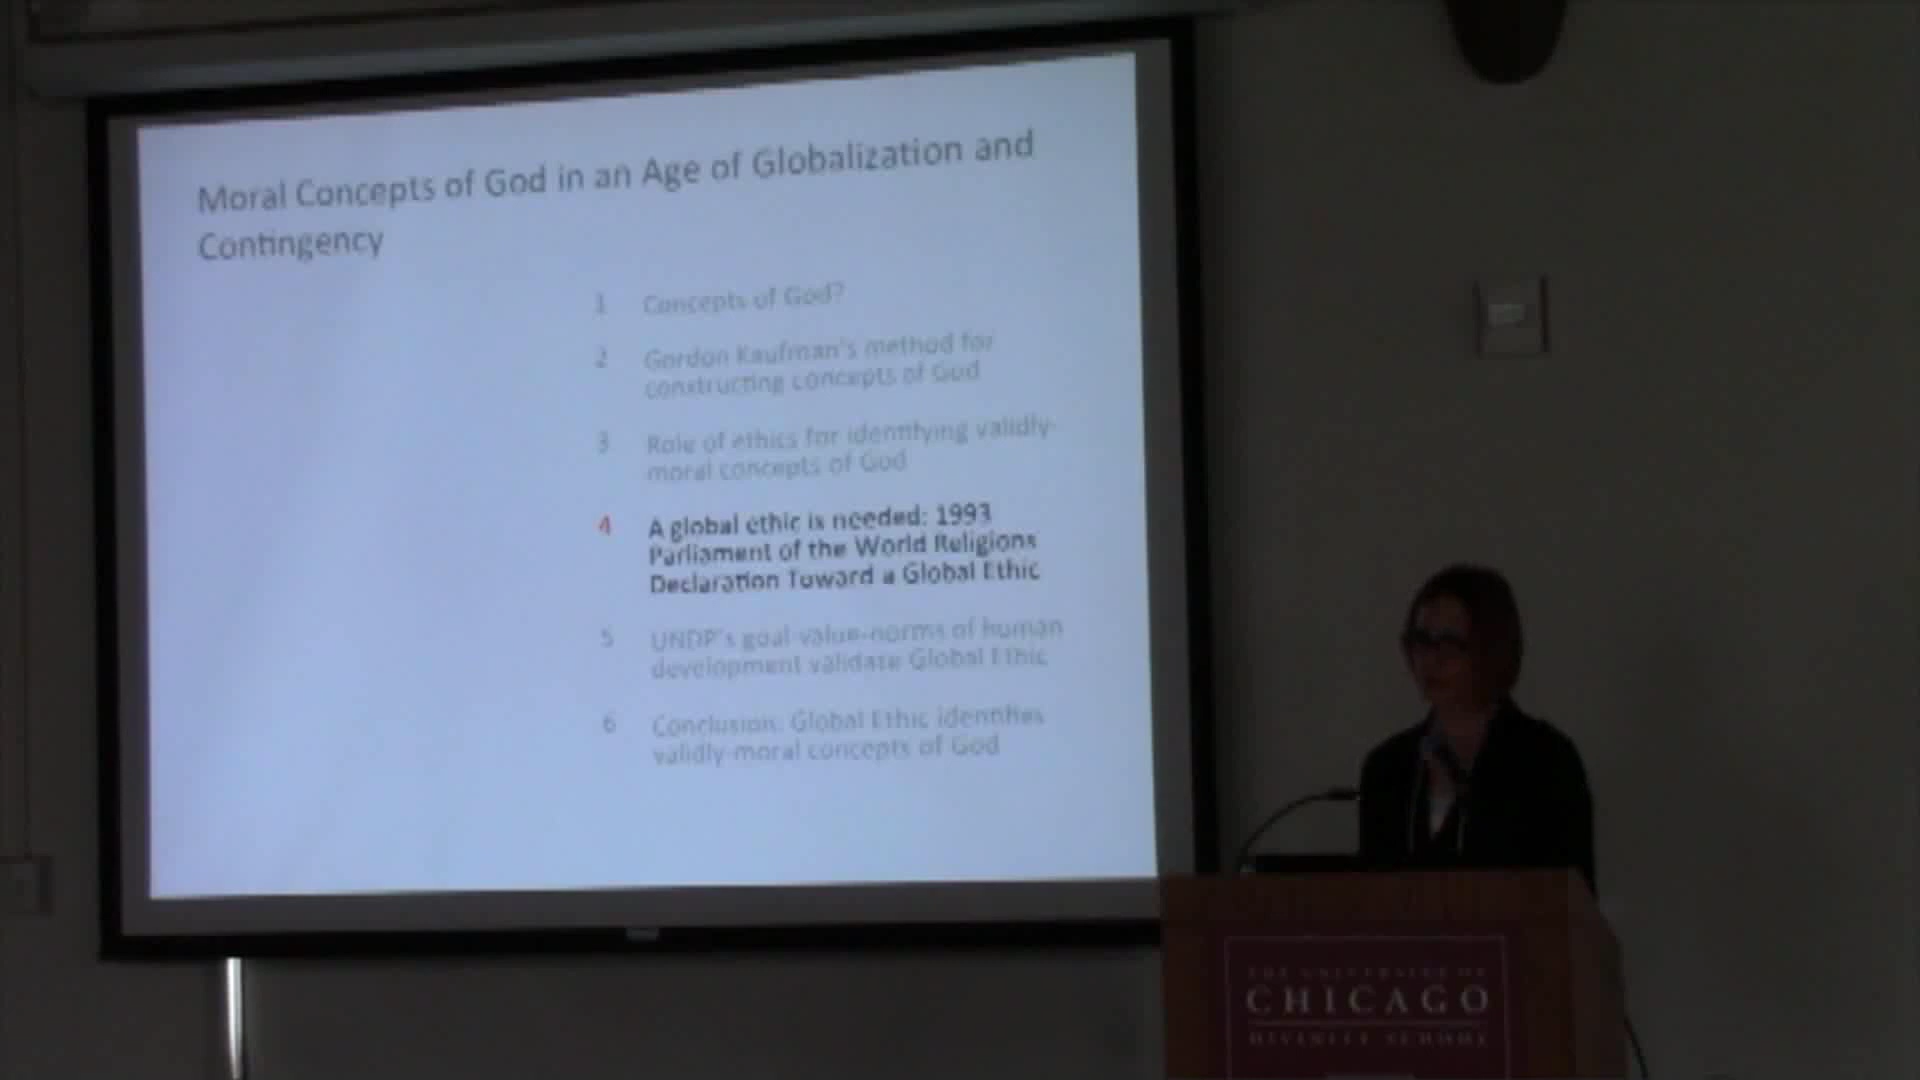 Moral Concepts of God in an Age of Globalization and
Contingency
1 Concepts of God?
2 Gordon Kaufman's method for
constructing concepts of God
3 Role of ethics for identifying validly-
moral concepts of God
4 A global ethic is needed: 1993
Parliament of the World Religions
Declaration Toward a Global Ethic
5 UNDP's goal-value-norms of human
development validate Global Ethic
6 Conclusion: Global Ethic identifies
validly-moral concepts of God
THE UNIVERSITY OF
CHICAGO
DIVINITY SCHOOL